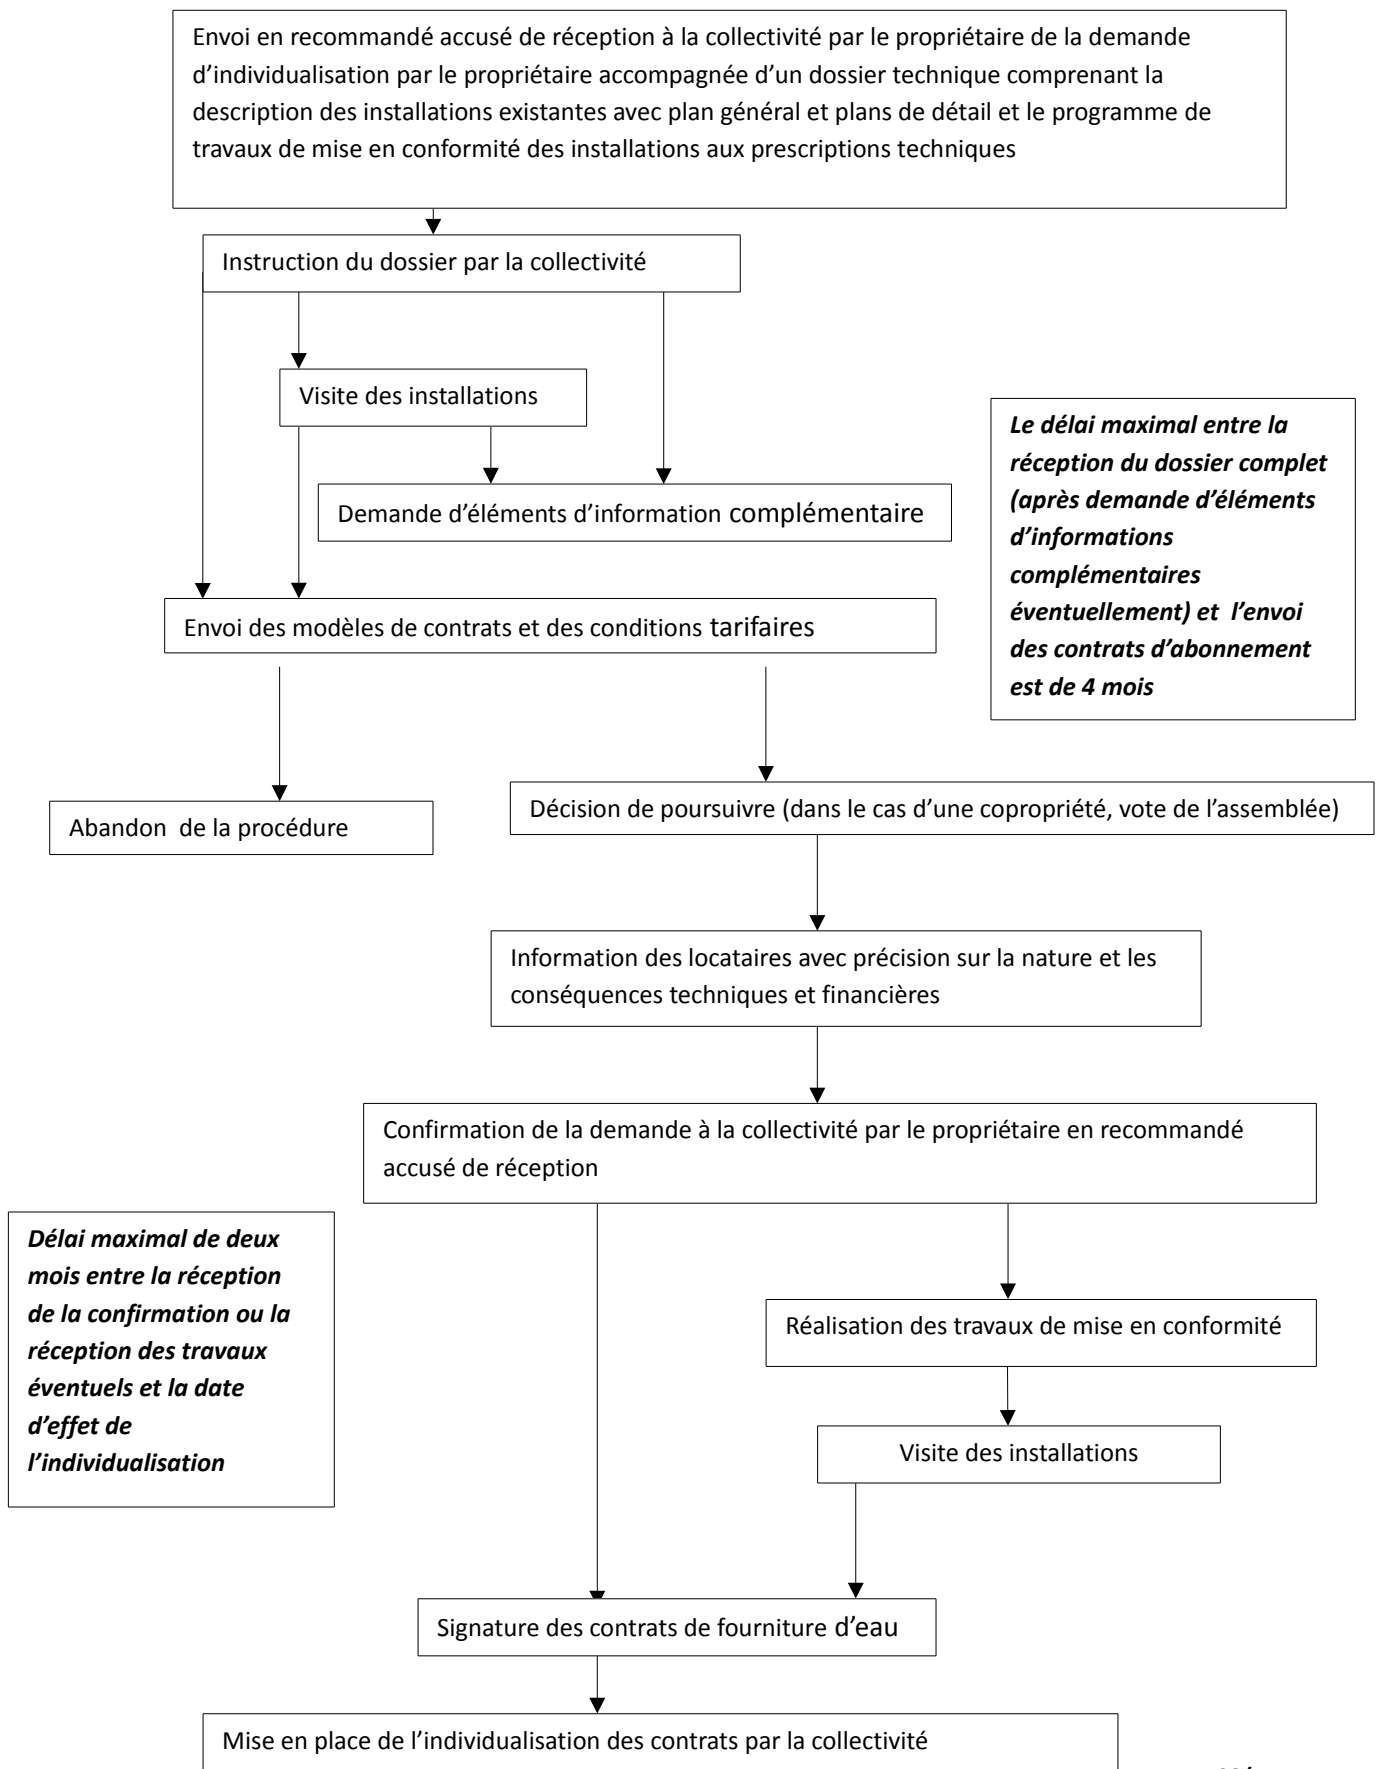 Envoi en recommandé accusé de réception à la collectivité par le propriétaire de la demande
d’individualisation par le propriétaire accompagnée d’un dossier technique comprenant la
description des installations existantes avec plan général et plans de détail et le programme de
travaux de mise en conformité des installations aux prescriptions techniques
Instruction du dossier par la collectivité
Visite des installations
Le délai maximal entre la
réception du dossier complet
(après demande d’éléments
d’informations
complémentaires
éventuellement) et  l’envoi
des contrats d’abonnement
est de 4 mois
Demande d’éléments d’information complémentaire
Envoi des modèles de contrats et des conditions tarifaires
Abandon  de la procédure
Décision de poursuivre (dans le cas d’une copropriété, vote de l’assemblée)
Information des locataires avec précision sur la nature et les
conséquences techniques et financières
Confirmation de la demande à la collectivité par le propriétaire en recommandé
accusé de réception
Délai maximal de deux
mois entre la réception
de la confirmation ou la
réception des travaux
éventuels et la date
d’effet de
l’individualisation
Réalisation des travaux de mise en conformité
Visite des installations
Signature des contrats de fourniture d’eau
Mise en place de l’individualisation des contrats par la collectivité